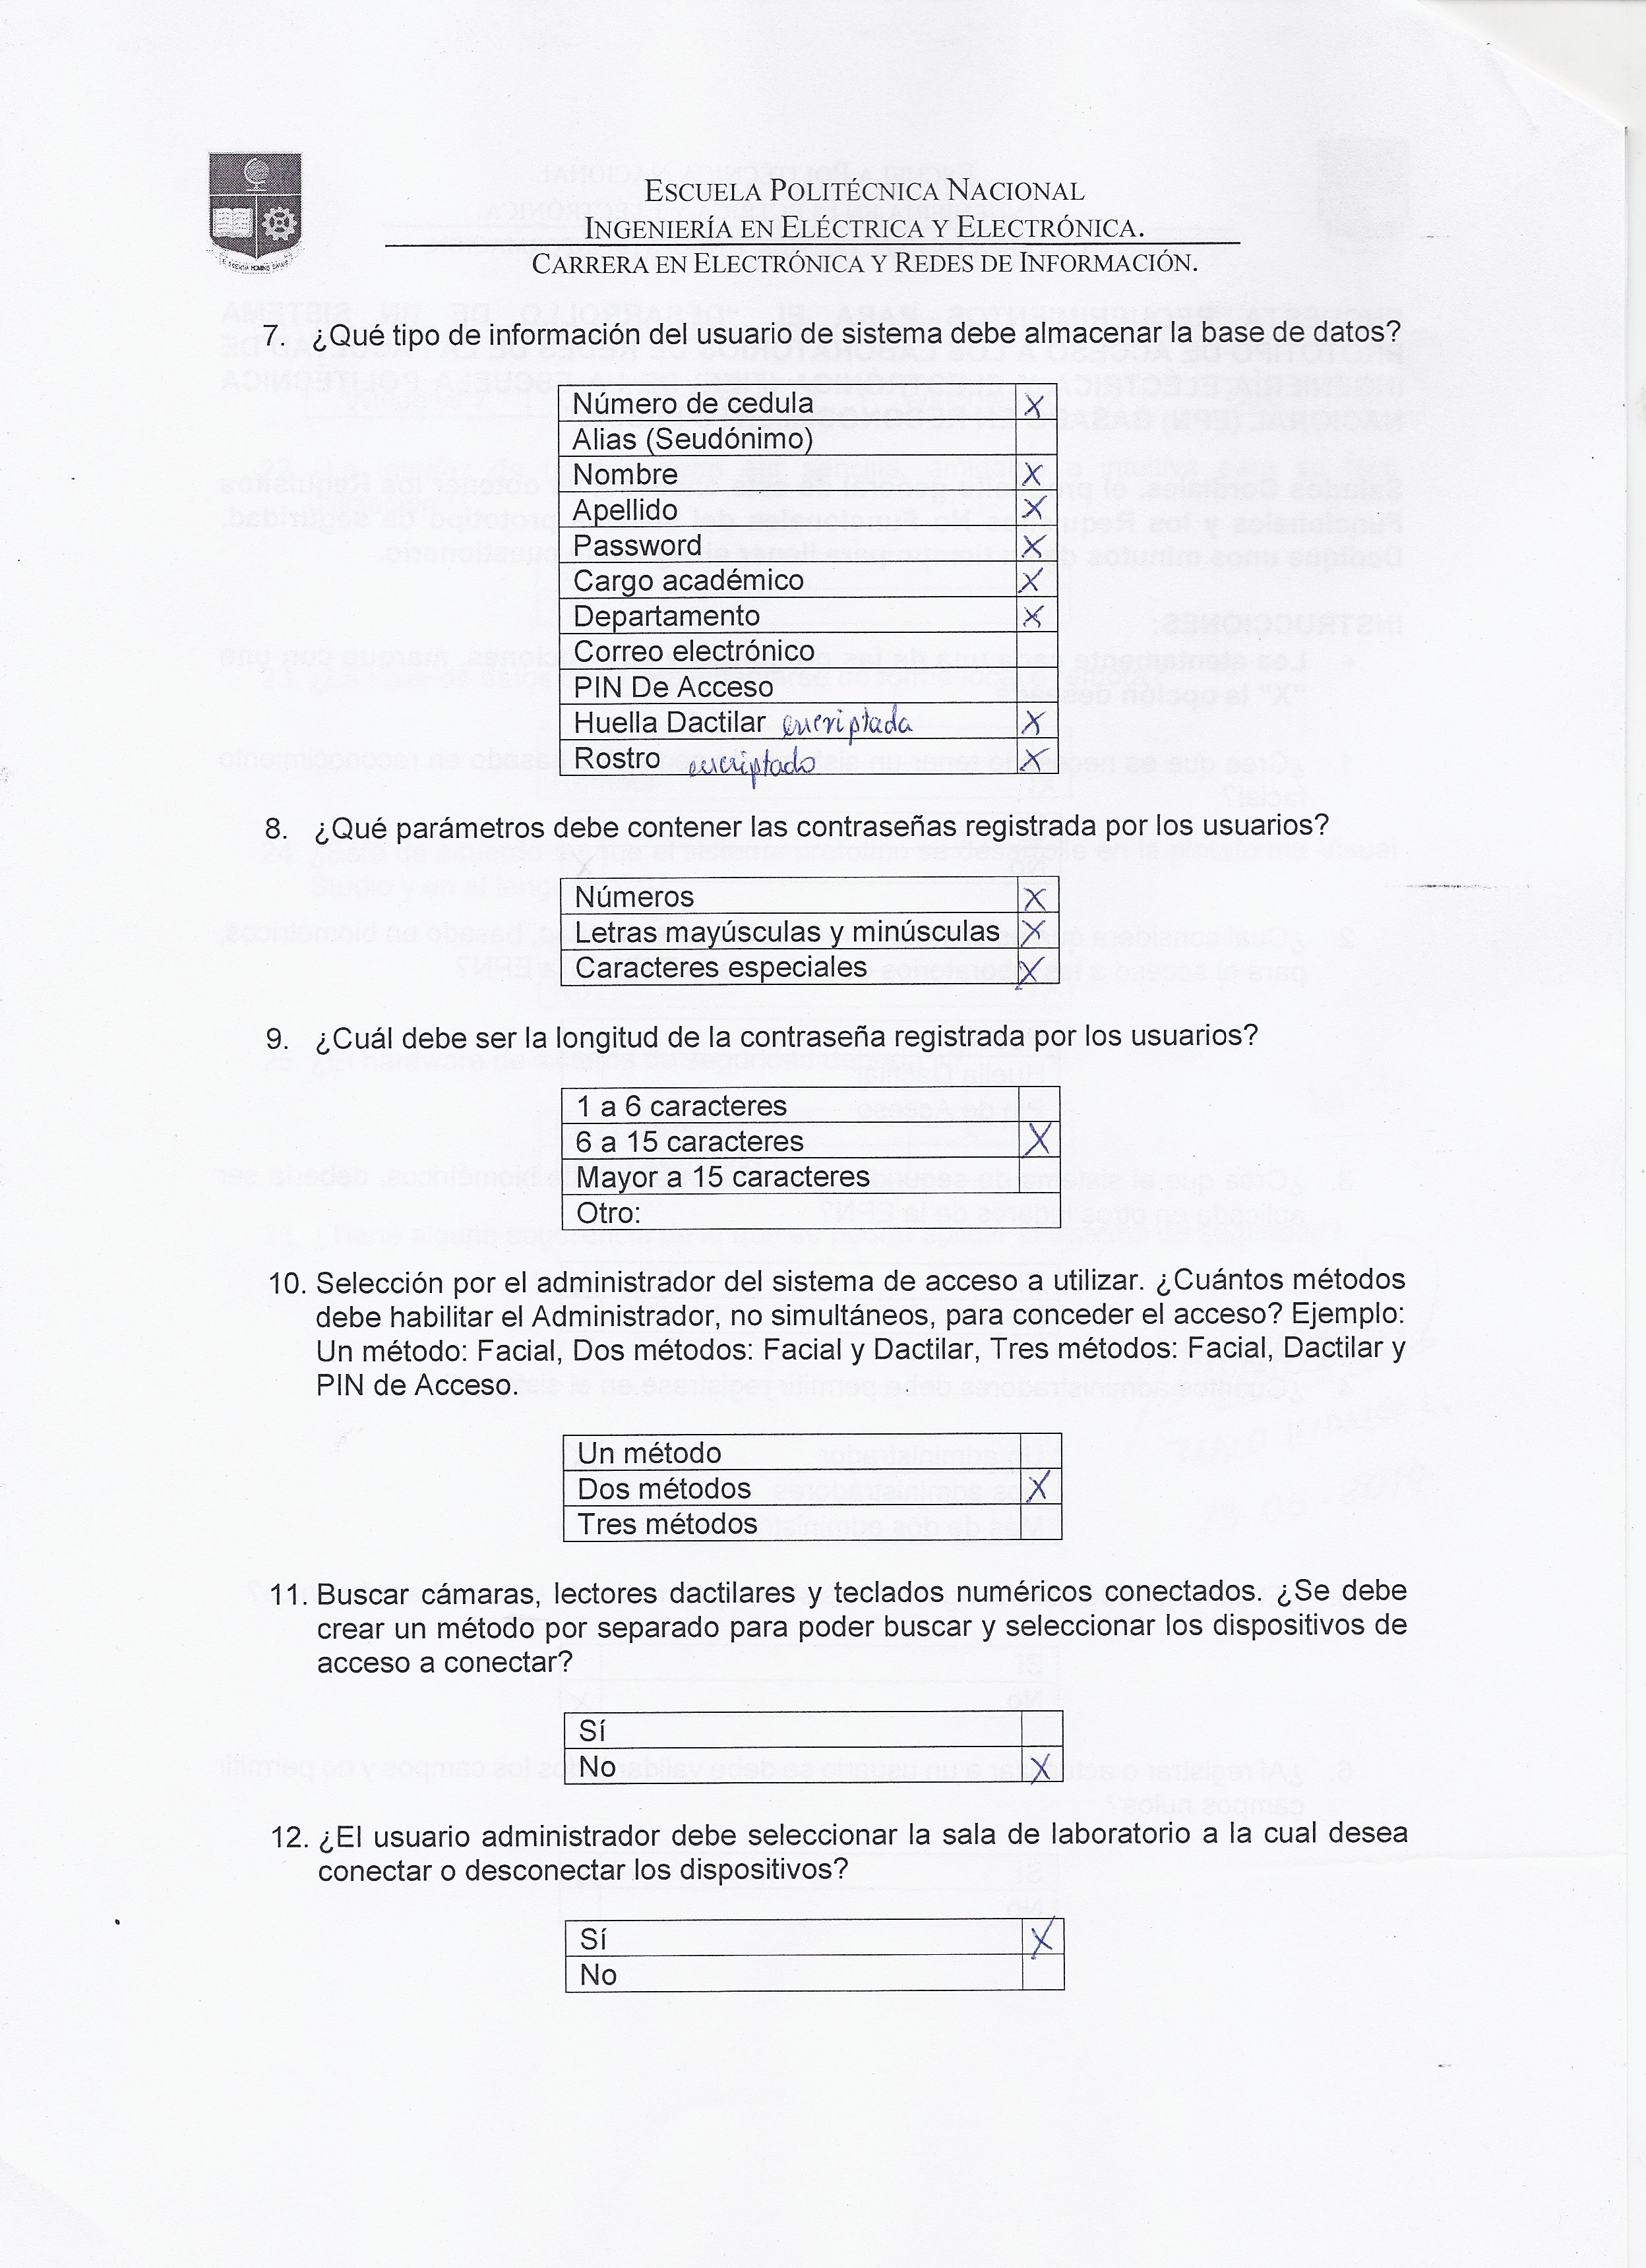 ESCUELA POLITÉCNICA NACIONAL
INGENIERÍA EN ELÉCTRICA Y ELECTRÓNICA.
CARRERA EN ELECTRÓNICA Y REDES DE INFORMACIÓN.
7. ¿Qué tipo de información del usuario de sistema debe almacenar la base de datos?
Número de cedula X
Alias (Seudónimo)
Nombre X
Apellido X
Password X
Cargo académico X
Departamento X
Correo electrónico
PIN De Acceso
Huella Dactilar encriptada X
Rostro encriptado X
8. ¿Qué parámetros debe contener las contraseñas registrada por los usuarios?
Números X
Letras mayúsculas y minúsculas X
Caracteres especiales X
9. ¿Cuál debe ser la longitud de la contraseña registrada por los usuarios?
1 a 6 caracteres
6 a 15 caracteres X
Mayor a 15 caracteres
Otro:
10. Selección por el administrador del sistema de acceso a utilizar. ¿Cuántos métodos
debe habilitar el Administrador, no simultáneos, para conceder el acceso? Ejemplo:
Un método: Facial, Dos métodos: Facial y Dactilar, Tres métodos: Facial, Dactilar y
PIN de Acceso.
Un método
Dos métodos X
Tres métodos
11. Buscar cámaras, lectores dactilares y teclados numéricos conectados. ¿Se debe
crear un método por separado para poder buscar y seleccionar los dispositivos de
acceso a conectar?
Sí
No X
12. ¿El usuario administrador debe seleccionar la sala de laboratorio a la cual desea
conectar o desconectar los dispositivos?
Sí X
No